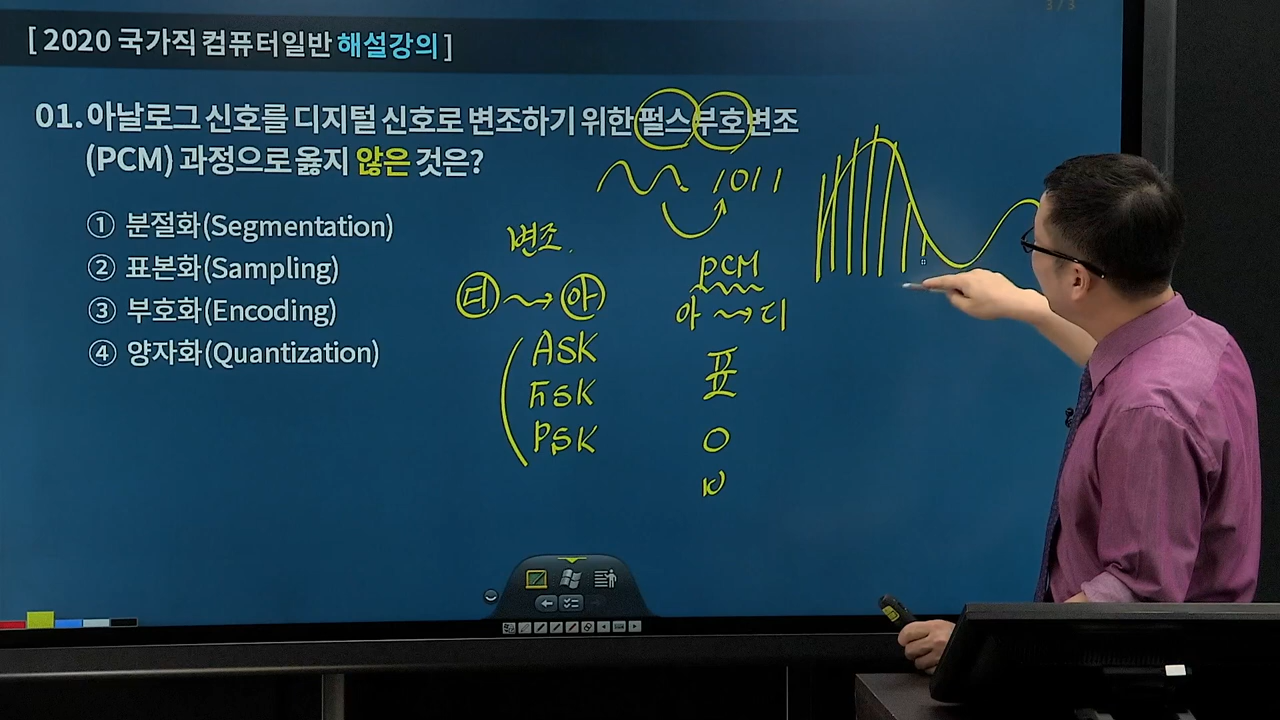 3 / 3
[ 2020 국가직 컴퓨터일반 해설강의 ]
01. 아날로그 신호를 디지털 신호로 변조하기 위한 펄스 부호 변조
(PCM) 과정으로 옳지 않은 것은?
① 분절화(Segmentation)
② 표본화(Sampling)
③ 부호화(Encoding)
④ 양자화(Quantization)
1011
변조.
디 → 아
ASK
FSK
PSK
PCM
아 → 디
표